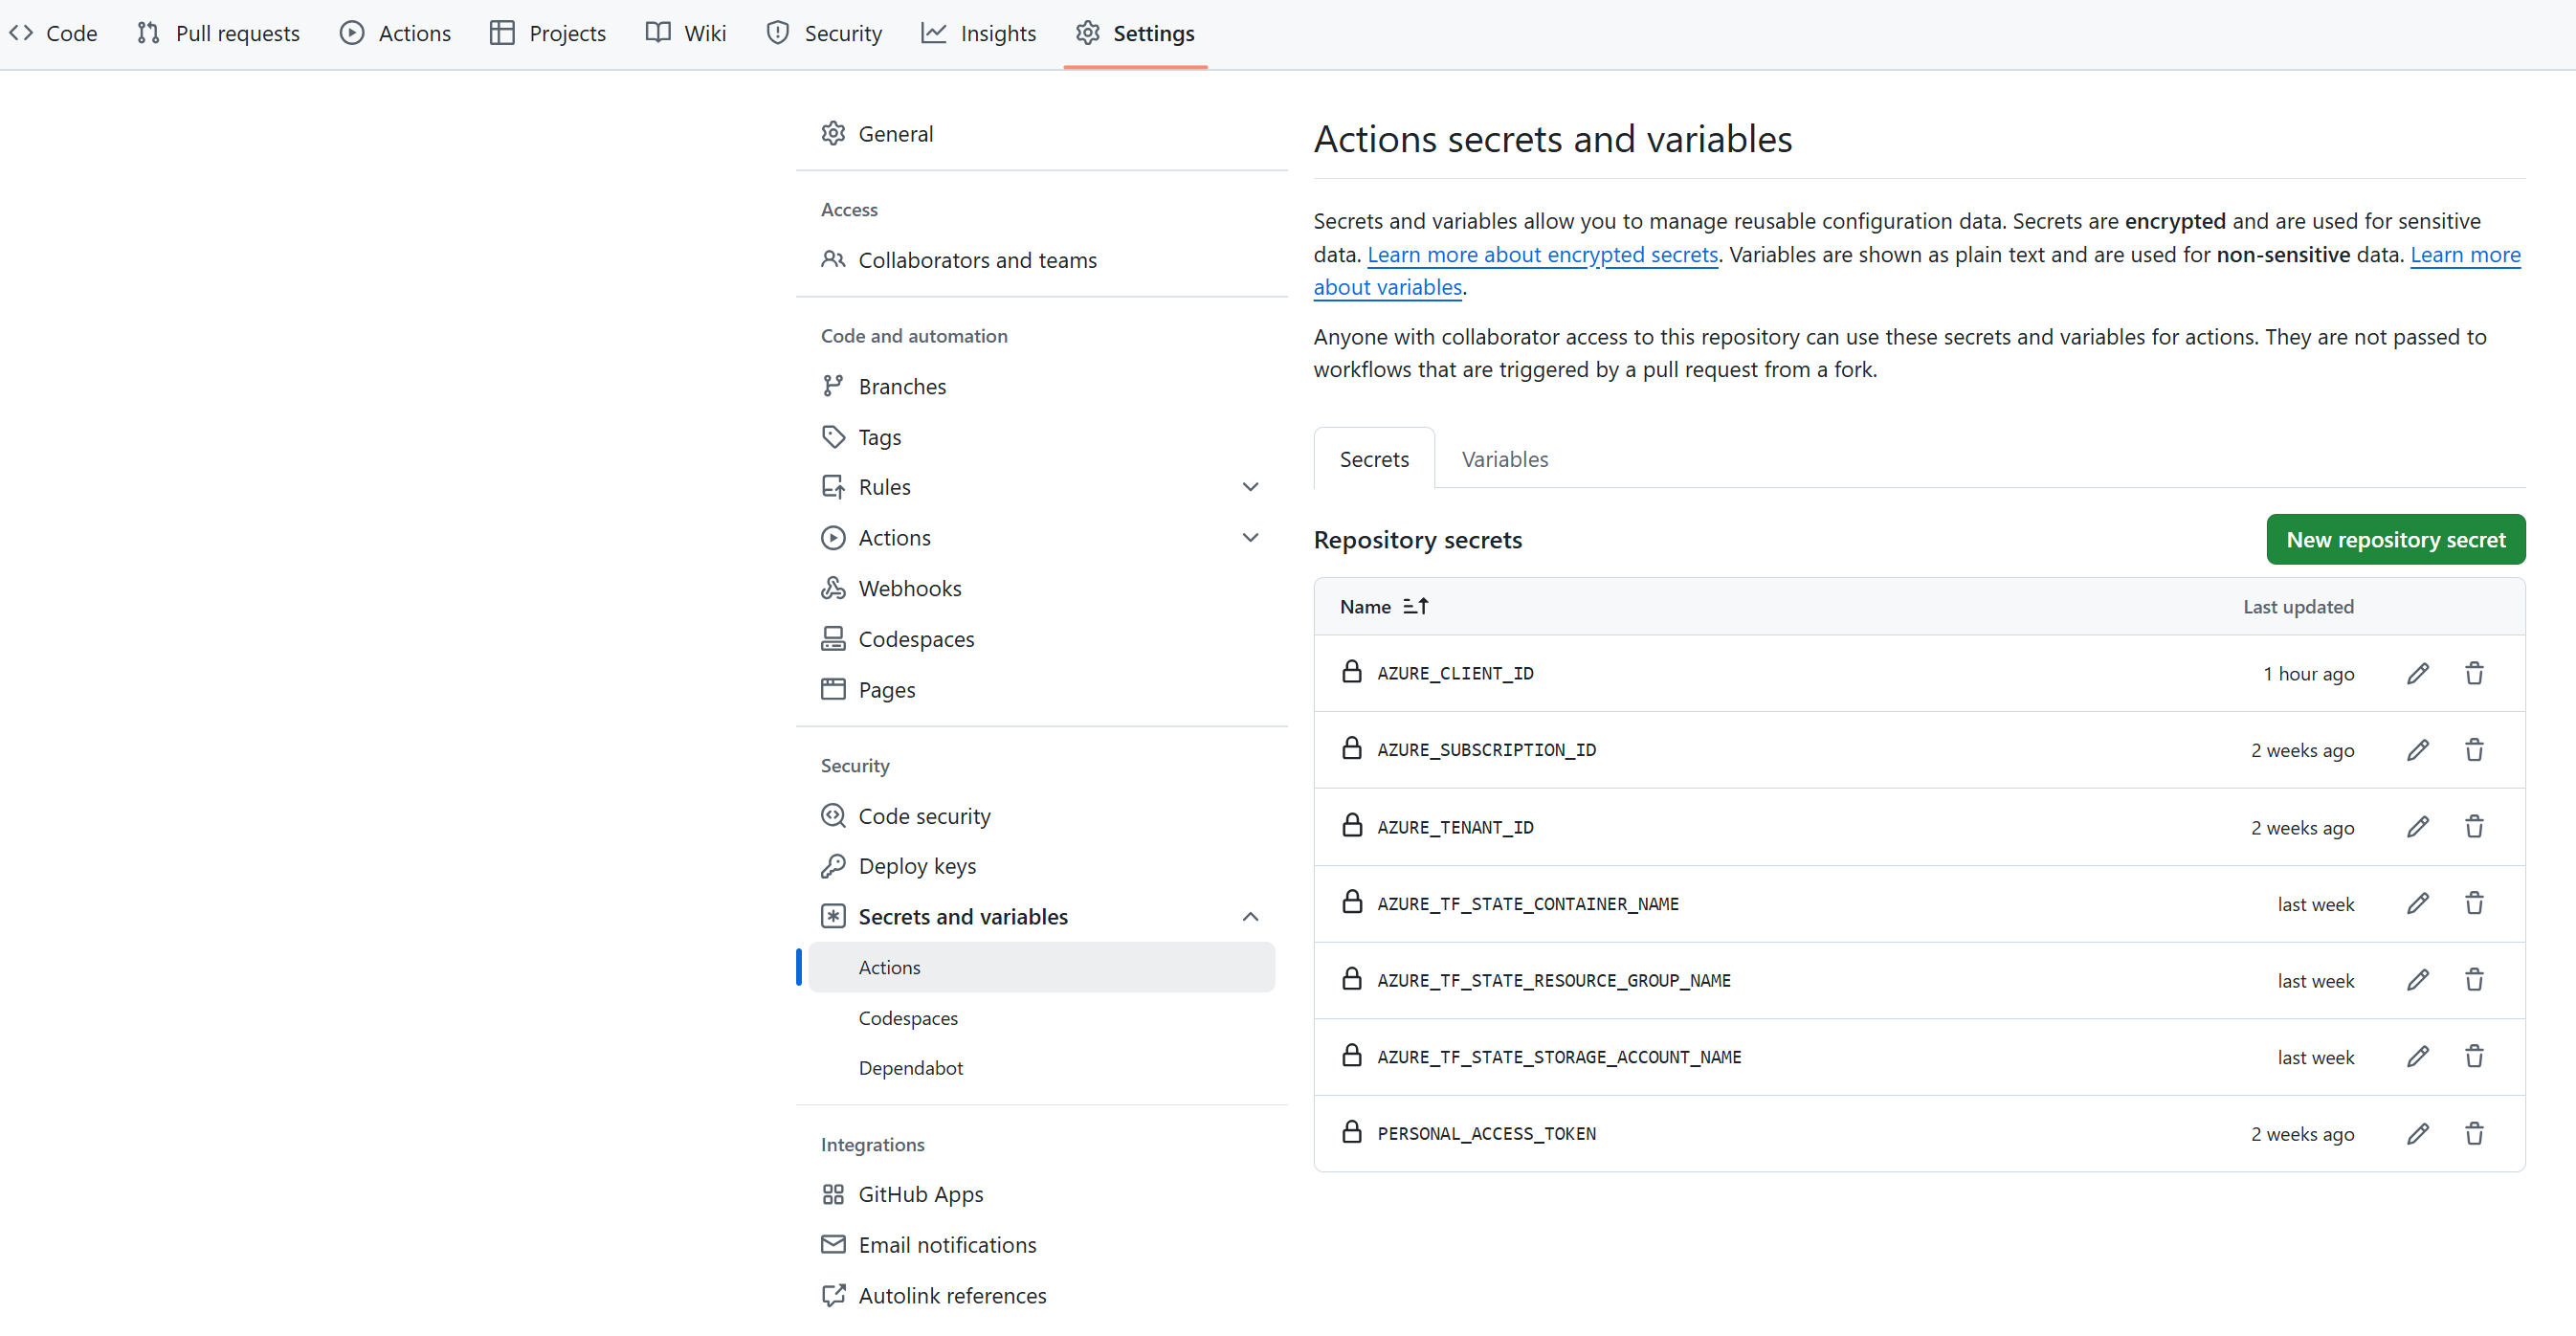 Code
Pull requests
Actions
Projects
Wiki
Security
Insights
Settings
General
Access
Collaborators and teams
Code and automation
Branches
Tags
Rules
Actions
Webhooks
Codespaces
Pages
Security
Code security
Deploy keys
Secrets and variables
Actions
Codespaces
Dependabot
Integrations
GitHub Apps
Email notifications
Autolink references
Actions secrets and variables
Secrets and variables allow you to manage reusable configuration data. Secrets are encrypted and are used for sensitive
data. Learn more about encrypted secrets. Variables are shown as plain text and are used for non-sensitive data. Learn more
about variables.
Anyone with collaborator access to this repository can use these secrets and variables for actions. They are not passed to
workflows that are triggered by a pull request from a fork.
Secrets
Variables
Repository secrets
New repository secret
Name
Last updated
AZURE_CLIENT_ID
1 hour ago
AZURE_SUBSCRIPTION_ID
2 weeks ago
AZURE_TENANT_ID
2 weeks ago
AZURE_TF_STATE_CONTAINER_NAME
last week
AZURE_TF_STATE_RESOURCE_GROUP_NAME
last week
AZURE_TF_STATE_STORAGE_ACCOUNT_NAME
last week
PERSONAL_ACCESS_TOKEN
2 weeks ago